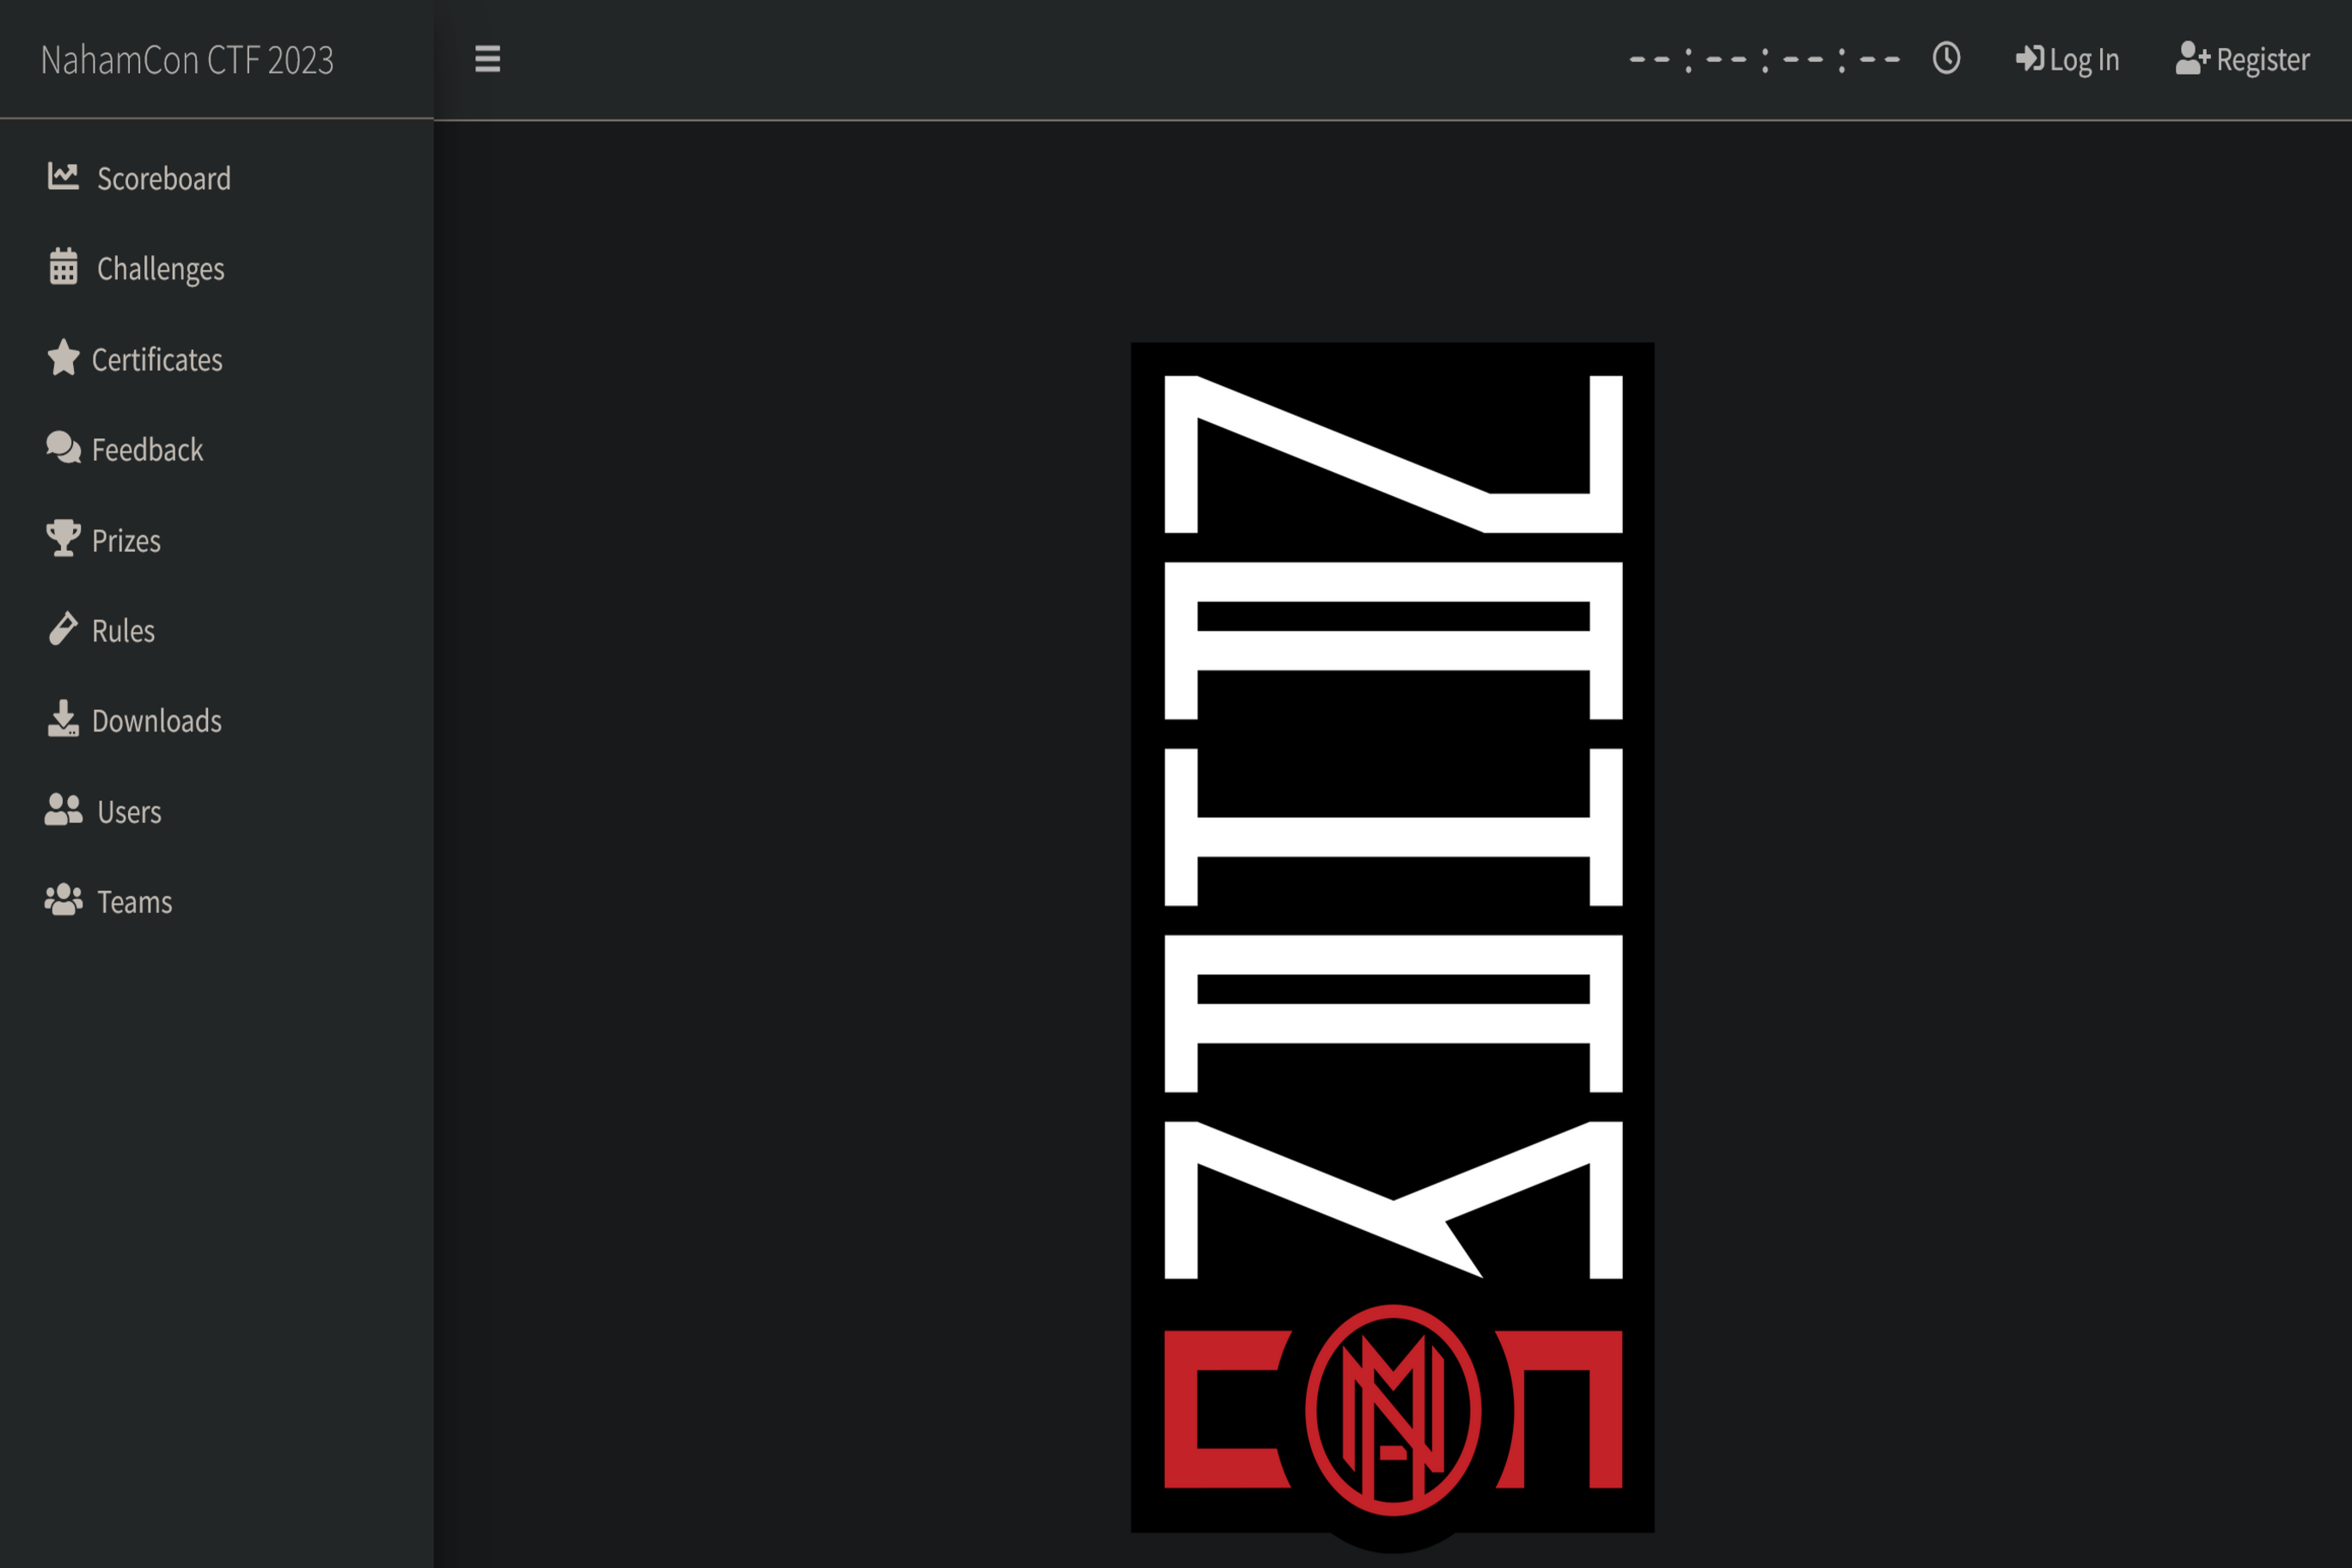 NahamCon CTF 2023
--:--:--:--
Log In
Register
Scoreboard
Challenges
Certificates
Feedback
Prizes
Rules
Downloads
Users
Teams
NAHAM
CON